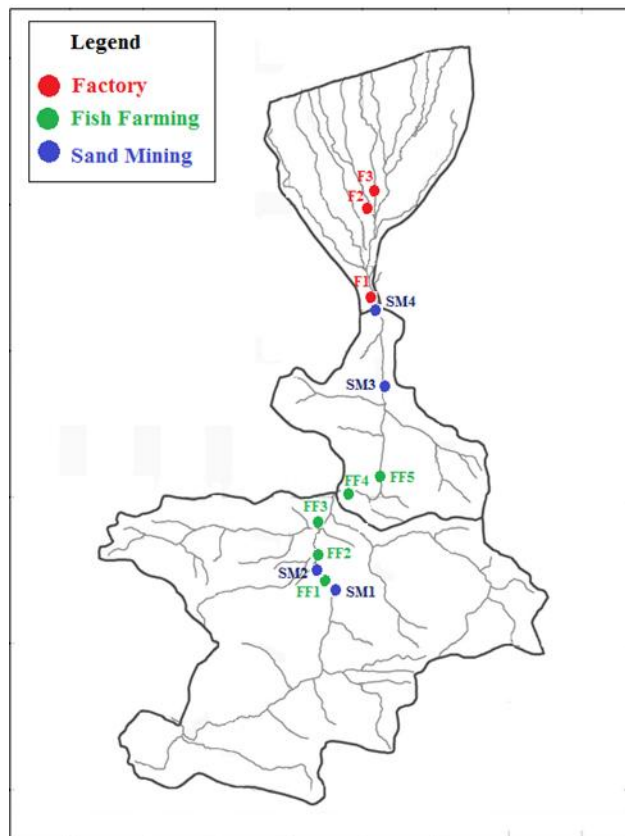 Legend
Factory
Fish Farming
Sand Mining
F3
F2
F1
SM4
SM3
FF4
FF5
FF3
FF2
SM2
FF1
SM1